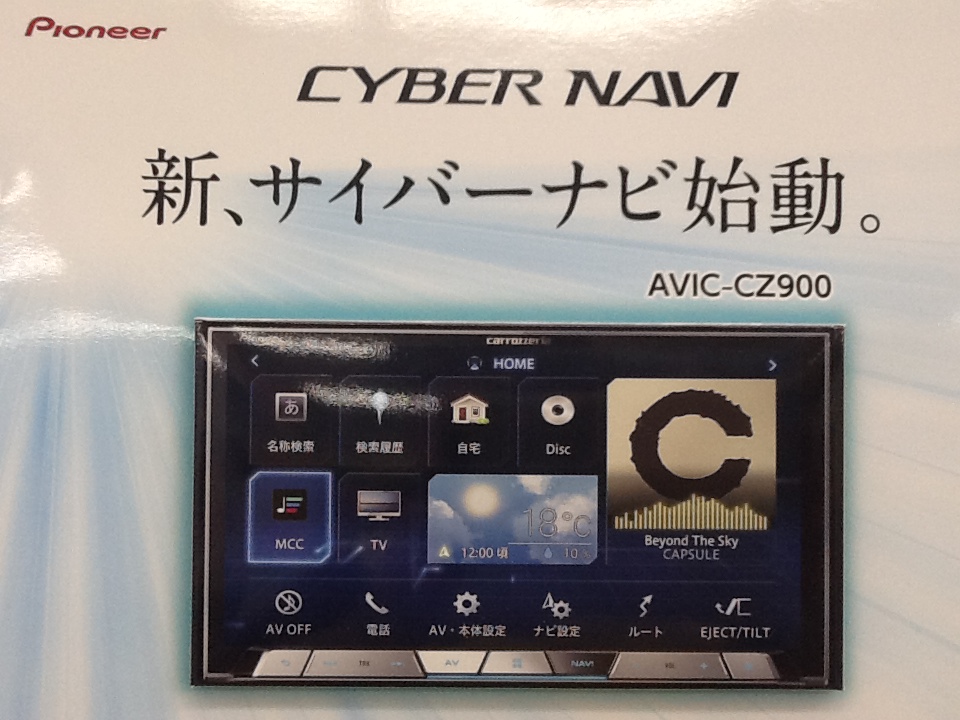 Pioneer
CYBER NAVI
新、サイバーナビ始動。
AVIC-CZ900
carrozzeria
HOME
あ
名称検索
検索履歴
自宅
Disc
MCC
TV
18°C
12:00 頃
10
Beyond The Sky
CAPSULE
AV OFF
電話
AV・本体設定
ナビ設定
ルート
EJECT/TILT
AV
NAVI